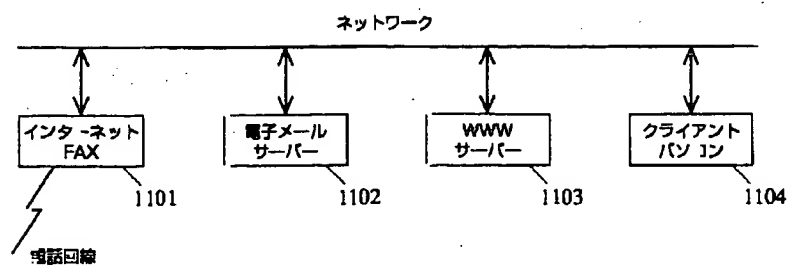 ネットワーク
インターネット
FAX
電子メール
サーバー
WWW
サーバー
クライアント
パソコン
1101
1102
1103
1104
電話回線